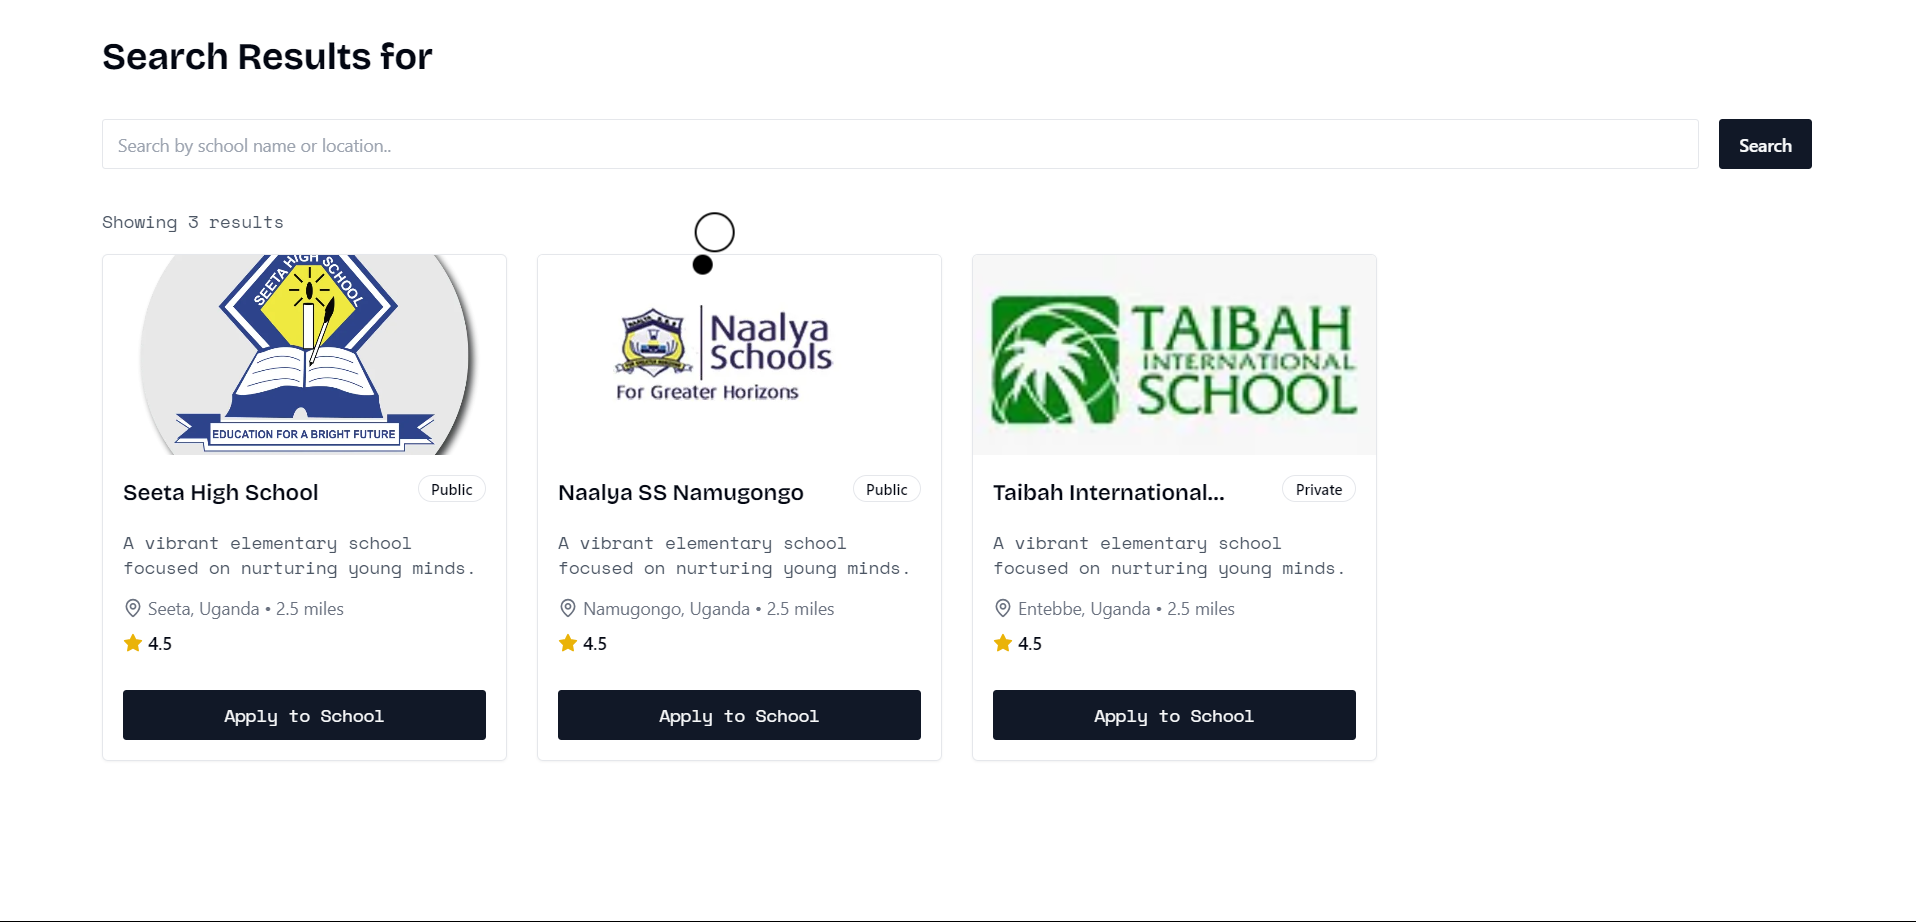 Search Results for
Search by school name or location..
Search
Showing 3 results
SEETA HIGH SCHOOL
EDUCATION FOR A BRIGHT FUTURE
Seeta High School
Public
A vibrant elementary school
focused on nurturing young minds.
Seeta, Uganda • 2.5 miles
4.5
Apply to School
Naalya
Schools
For Greater Horizons
Naalya SS Namugongo
Public
A vibrant elementary school
focused on nurturing young minds.
Namugongo, Uganda • 2.5 miles
4.5
Apply to School
TAIBAH
INTERNATIONAL
SCHOOL
Taibah International...
Private
A vibrant elementary school
focused on nurturing young minds.
Entebbe, Uganda • 2.5 miles
4.5
Apply to School